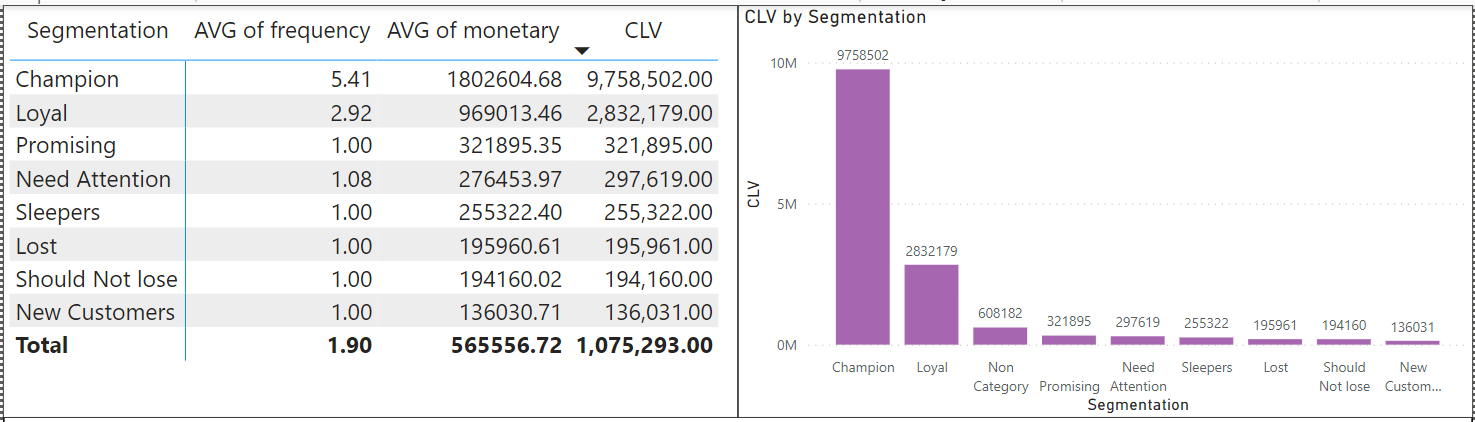 Segmentation AVG of frequency AVG of monetary CLV
Champion 5.41 1802604.68 9,758,502.00
Loyal 2.92 969013.46 2,832,179.00
Promising 1.00 321895.35 321,895.00
Need Attention 1.08 276453.97 297,619.00
Sleepers 1.00 255322.40 255,322.00
Lost 1.00 195960.61 195,961.00
Should Not lose 1.00 194160.02 194,160.00
New Customers 1.00 136030.71 136,031.00
Total 1.90 565556.72 1,075,293.00
CLV by Segmentation
9758502
10M
CLV
5M
2832179
608182
321895
297619
255322
195961
194160
136031
0M
Champion
Loyal
Non
Category
Promising
Need
Attention
Sleepers
Lost
Should
Not lose
New
Custom...
Segmentation